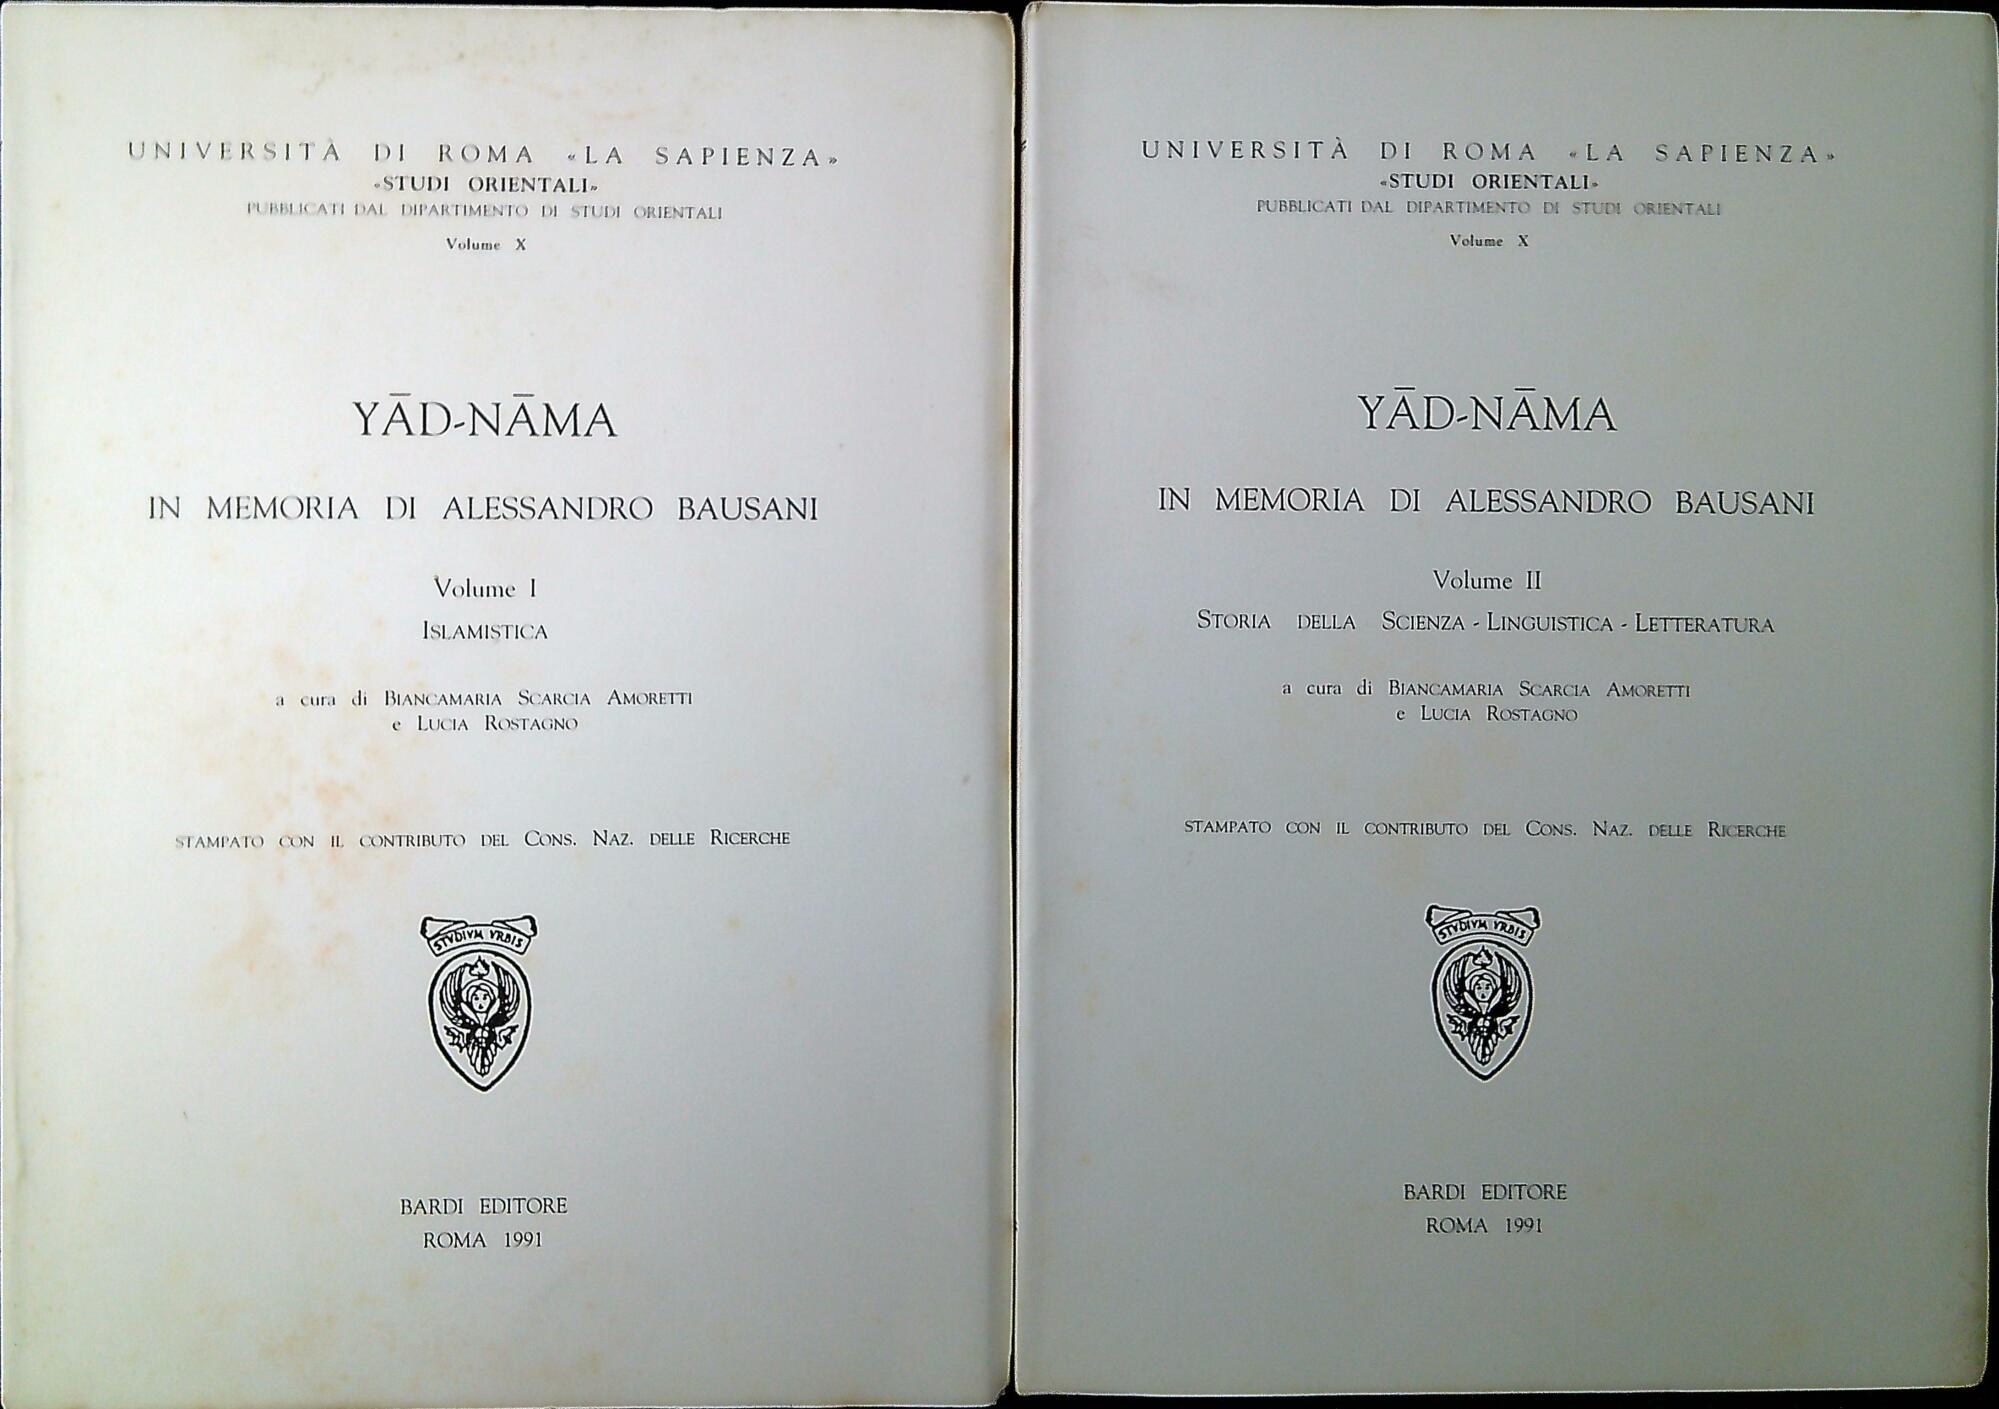 UNIVERSITÀ DI ROMA «LA SAPIENZA»
«STUDI ORIENTALI»
PUBBLICATI DAL DIPARTIMENTO DI STUDI ORIENTALI
Volume X
YĀD-NĀMA
IN MEMORIA DI ALESSANDRO BAUSANI
Volume I
ISLAMISTICA
a cura di BIANCAMARIA SCARCIA AMORETTI
e LUCIA ROSTAGNO
STAMPATO CON IL CONTRIBUTO DEL CONS. NAZ. DELLE RICERCHE
STVDIVM VRBIS
BARDI EDITORE
ROMA 1991
UNIVERSITÀ DI ROMA «LA SAPIENZA»
«STUDI ORIENTALI»
PUBBLICATI DAL DIPARTIMENTO DI STUDI ORIENTALI
Volume X
YĀD-NĀMA
IN MEMORIA DI ALESSANDRO BAUSANI
Volume II
STORIA DELLA SCIENZA - LINGUISTICA - LETTERATURA
a cura di BIANCAMARIA SCARCIA AMORETTI
e LUCIA ROSTAGNO
STAMPATO CON IL CONTRIBUTO DEL CONS. NAZ. DELLE RICERCHE
STVDIVM VRBIS
BARDI EDITORE
ROMA 1991